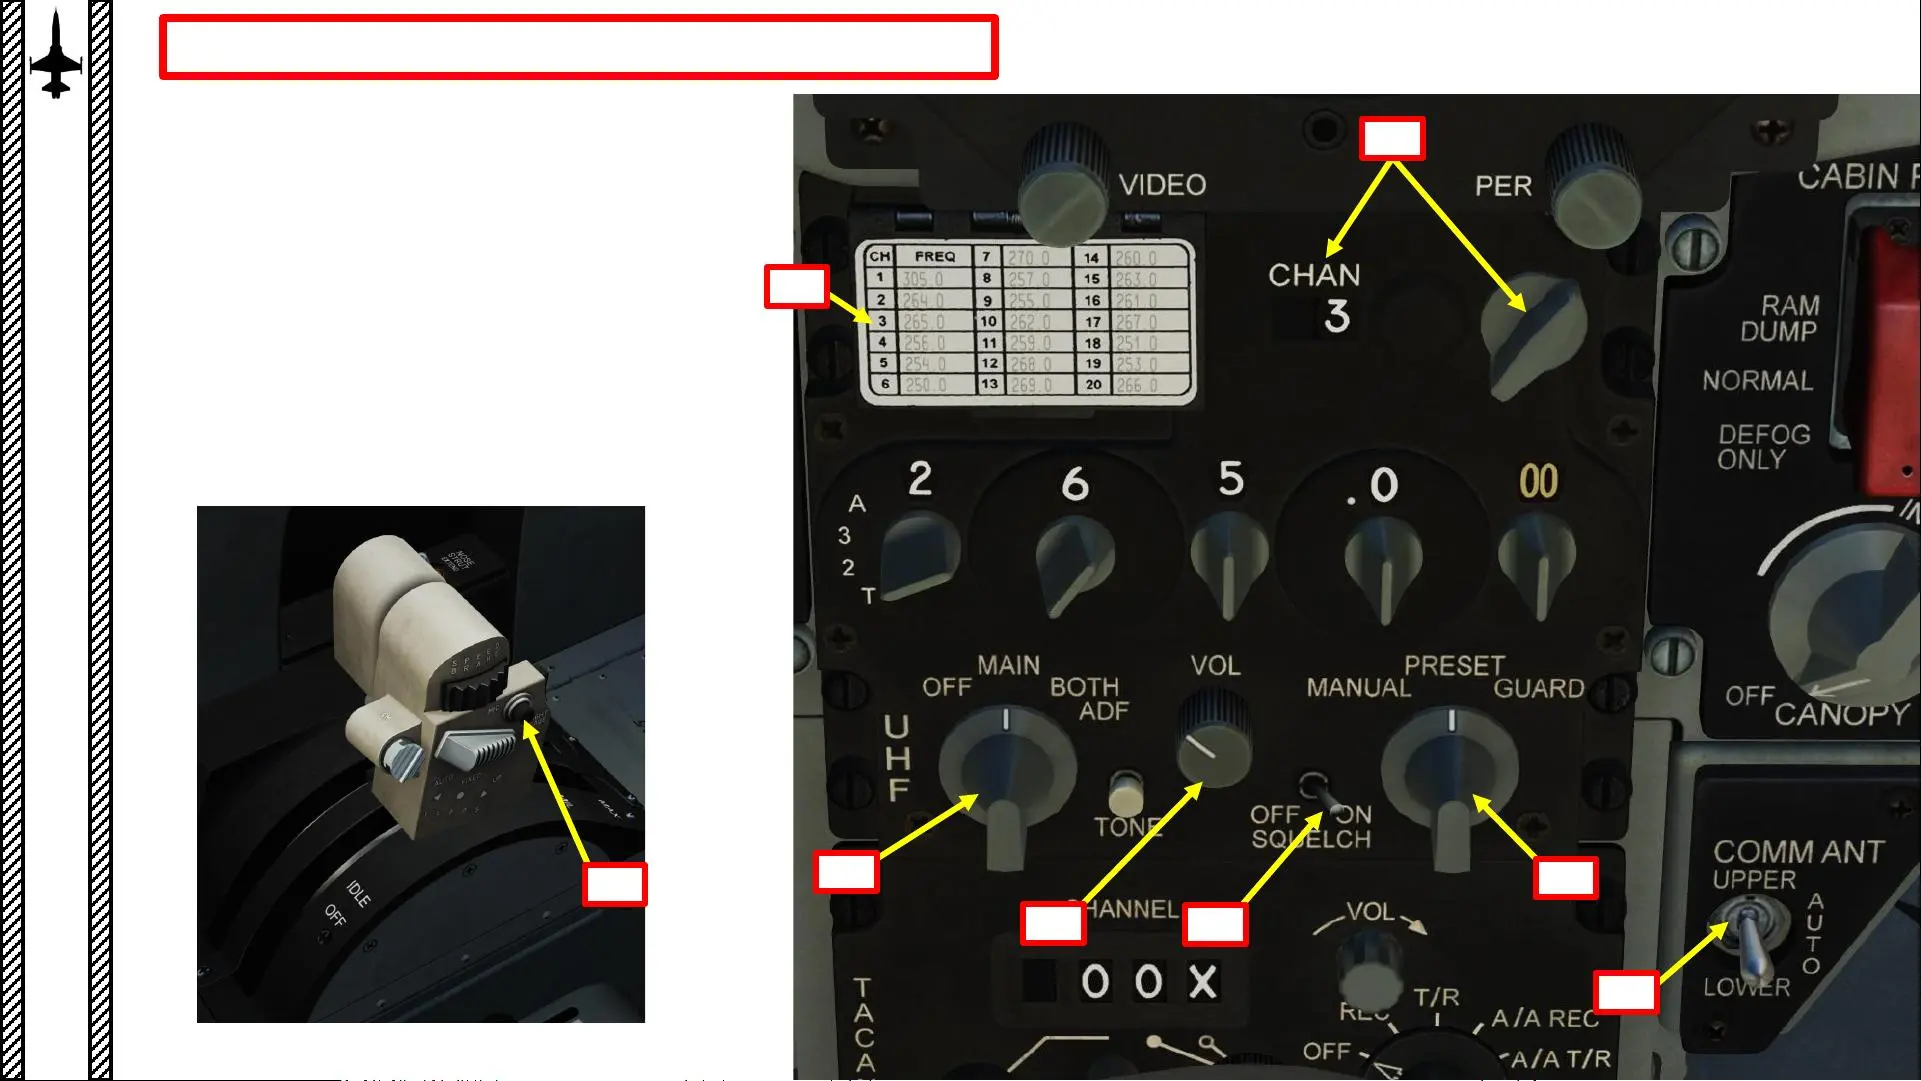 VIDEO
PER
CABIN
CHAN
3
CH FREQ 7 270.0 14 260.0
1 305.0 8 257.0 15 263.0
2 264.0 9 255.0 16 261.0
3 265.0 10 262.0 17 267.0
4 256.0 11 259.0 18 251.0
5 254.0 12 268.0 19 253.0
6 250.0 13 269.0 20 266.0
RAM
DUMP
NORMAL
DEFOG
ONLY
2 6 5 .0 00
A
3
2
T
MAIN
OFF
BOTH
ADF
VOL
PRESET
MANUAL
GUARD
UHF
TONE
OFF ON
SQUELCH
OFF
CANOPY
NOSE
STRUT
EXTEND
SPEED
BRAKE
IDLE
OFF
COMM ANT
UPPER
AUTO
LOWER
VOL
0 0 X
TACA
REC
T/R
A/A REC
OFF
A/A T/R